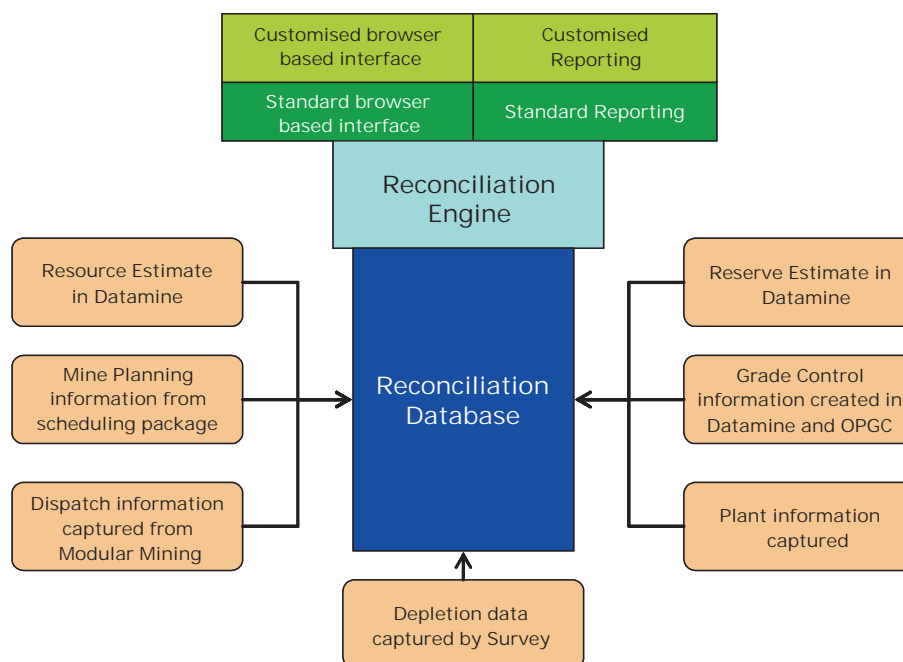 Customised browser
based interface
Customised
Reporting
Standard browser
based interface
Standard Reporting
Reconciliation
Engine
Resource Estimate
in Datamine
Mine Planning
information from
scheduling package
Dispatch information
captured from
Modular Mining
Reconciliation
Database
Reserve Estimate in
Datamine
Grade Control
information created in
Datamine and OPGC
Plant information
captured
Depletion data
captured by Survey